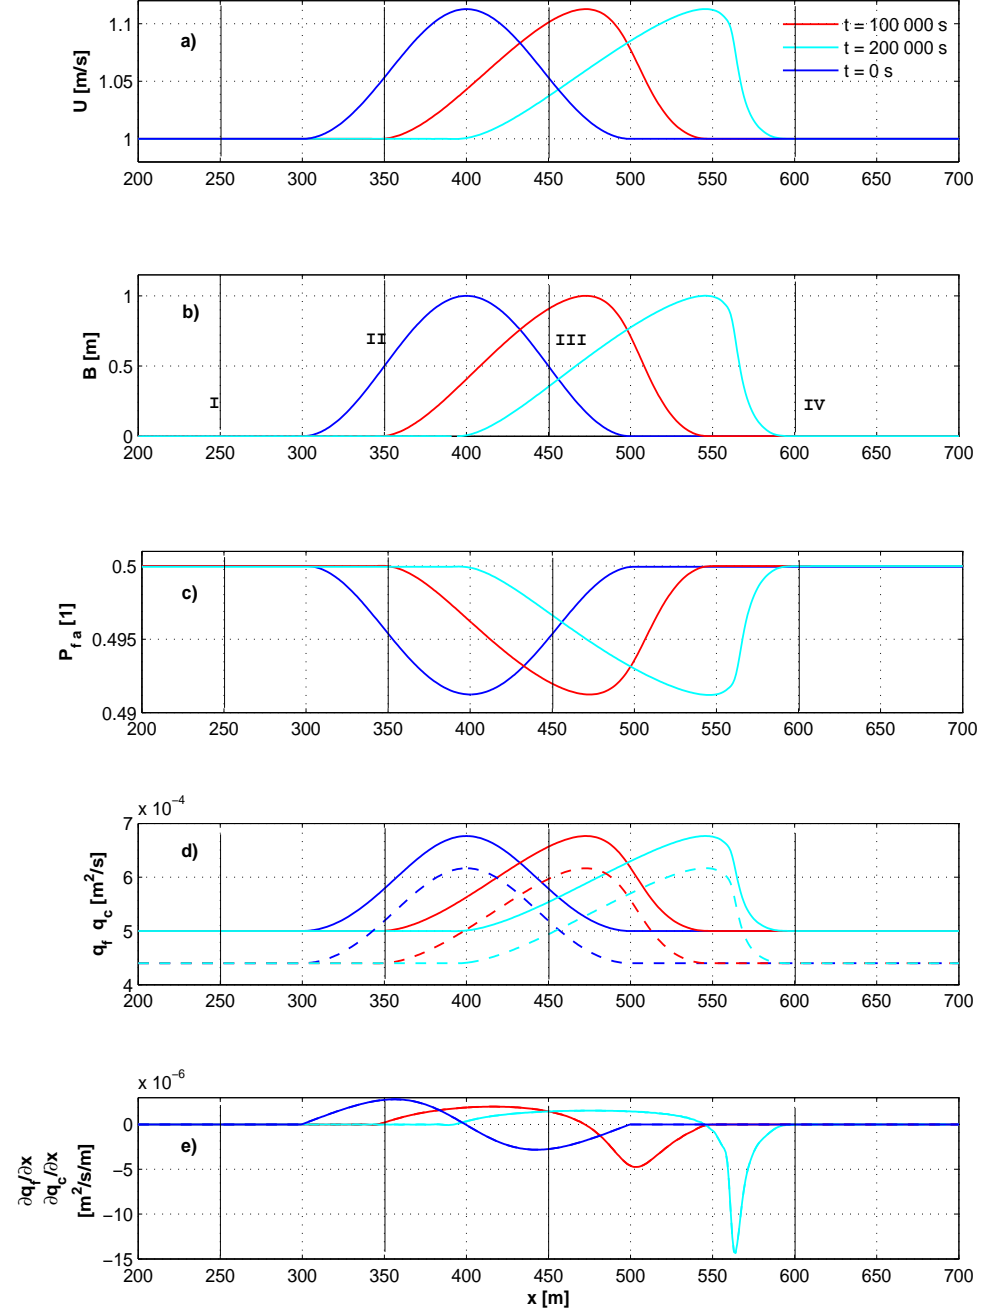 1.1
1.05
1
U [m/s]
a)
t = 100 000 s
t = 200 000 s
t = 0 s
200 250 300 350 400 450 500 550 600 650 700
1
0.5
0
B [m]
b)
I
II
III
IV
200 250 300 350 400 450 500 550 600 650 700
0.5
0.495
0.49
P_{f a} [1]
c)
200 250 300 350 400 450 500 550 600 650 700
x 10^{−4}
7
6
5
4
q_f q_c [m^2/s]
d)
200 250 300 350 400 450 500 550 600 650 700
x 10^{−6}
0
−5
−10
−15
∂q_f/∂x
∂q_c/∂x
[m^2/s/m]
e)
200 250 300 350 400 450 500 550 600 650 700
x [m]